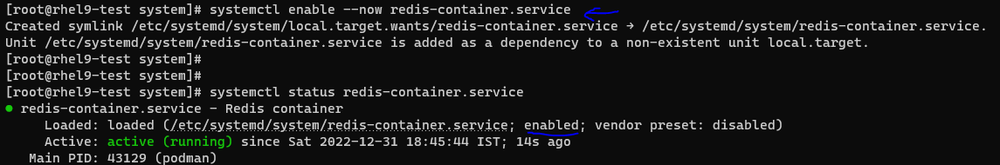 [root@rhel9-test system]# systemctl enable --now redis-container.service
Created symlink /etc/systemd/system/local.target.wants/redis-container.service → /etc/systemd/system/redis-container.service.
Unit /etc/systemd/system/redis-container.service is added as a dependency to a non-existent unit local.target.
[root@rhel9-test system]#
[root@rhel9-test system]#
[root@rhel9-test system]# systemctl status redis-container.service
● redis-container.service - Redis container
Loaded: loaded (/etc/systemd/system/redis-container.service; enabled; vendor preset: disabled)
Active: active (running) since Sat 2022-12-31 18:45:44 IST; 14s ago
Main PID: 43129 (podman)